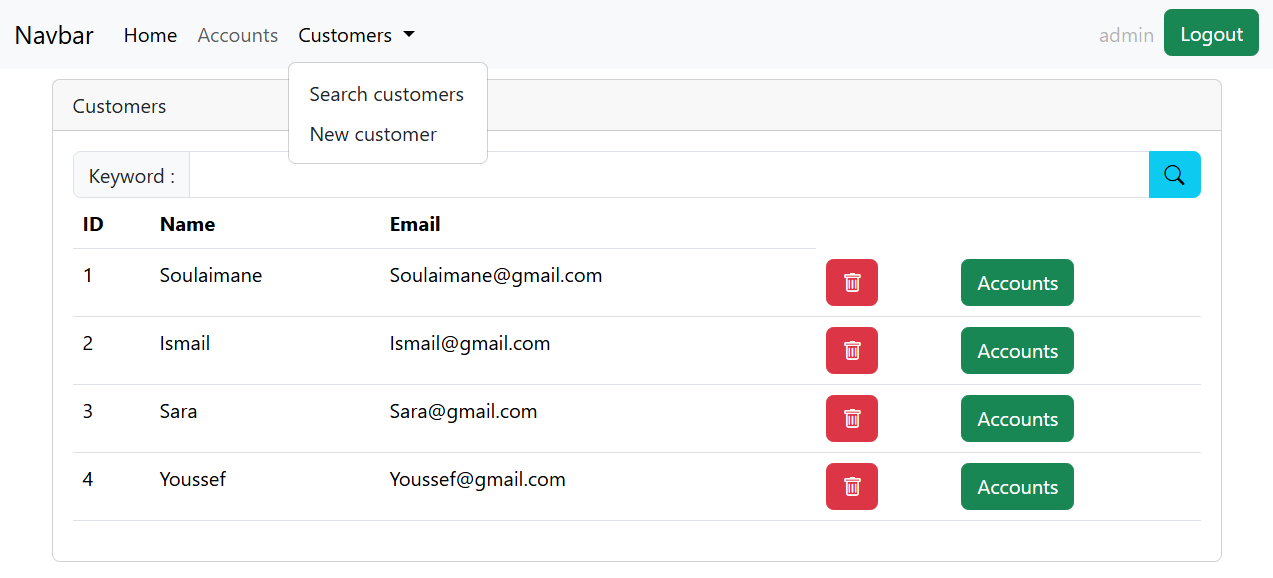 Navbar Home Accounts Customers admin Logout
Search customers
Customers
New customer
Keyword :
ID Name Email
1 Soulaimane Soulaimane@gmail.com Accounts
2 Ismail Ismail@gmail.com Accounts
3 Sara Sara@gmail.com Accounts
4 Youssef Youssef@gmail.com Accounts